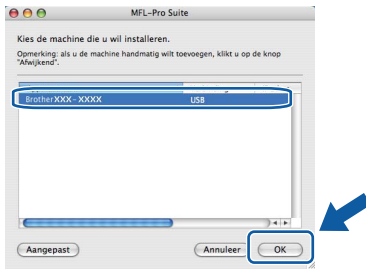 MFL-Pro Suite
Kies de machine die u wil installeren.
Opmerking: als u de machine handmatig wilt toevoegen, klikt u op de knop
"Afwijkend".
BrotherXXX-XXXX USB
Aangepast Annuleer OK